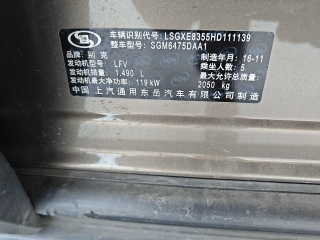 车辆识别代号: LSGXE8355HD111139
整车型号: SGM6475DAA1
品牌: 别克 制造年月: 16-11
发动机型号: LFV 乘坐人数: 5
发动机排量: 1,490 L 最大允许总质量:
发动机最大净功率: 119 kW 2050 kg
中国 上汽通用东岳汽车有限公司制造